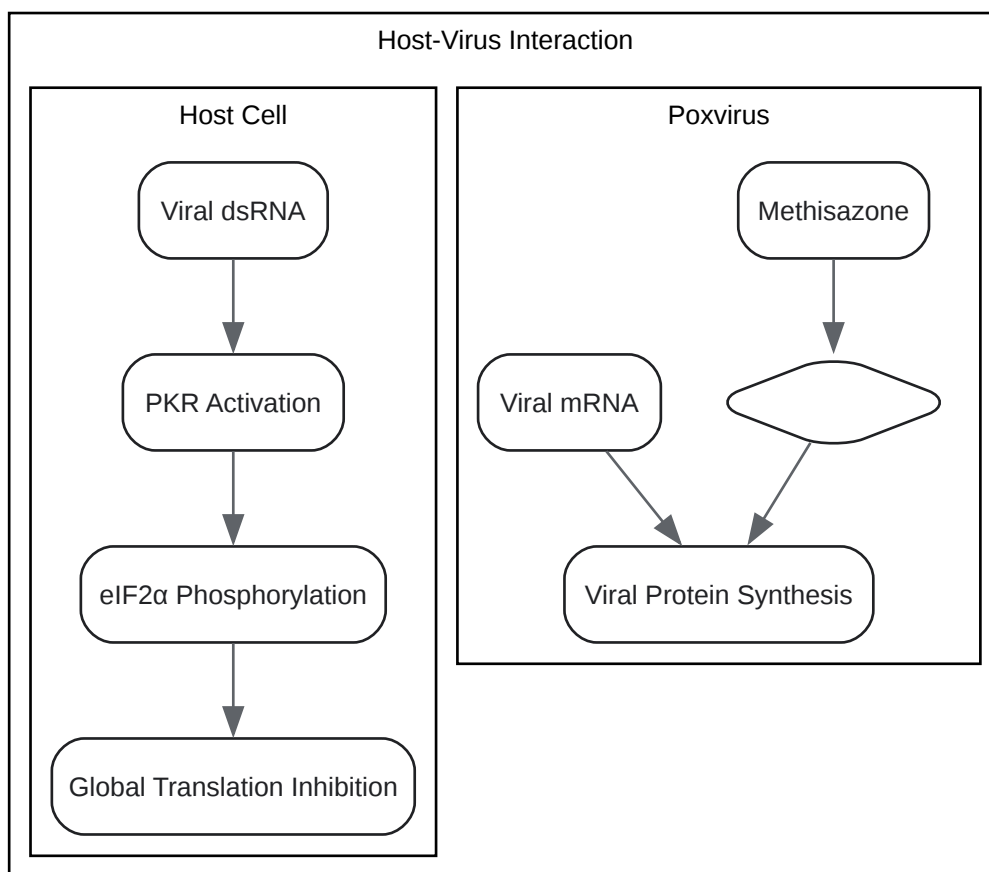 Host-Virus Interaction
Host Cell
Viral dsRNA
PKR Activation
eIF2α Phosphorylation
Global Translation Inhibition
Poxvirus
Methisazone
Viral mRNA
Viral Protein Synthesis